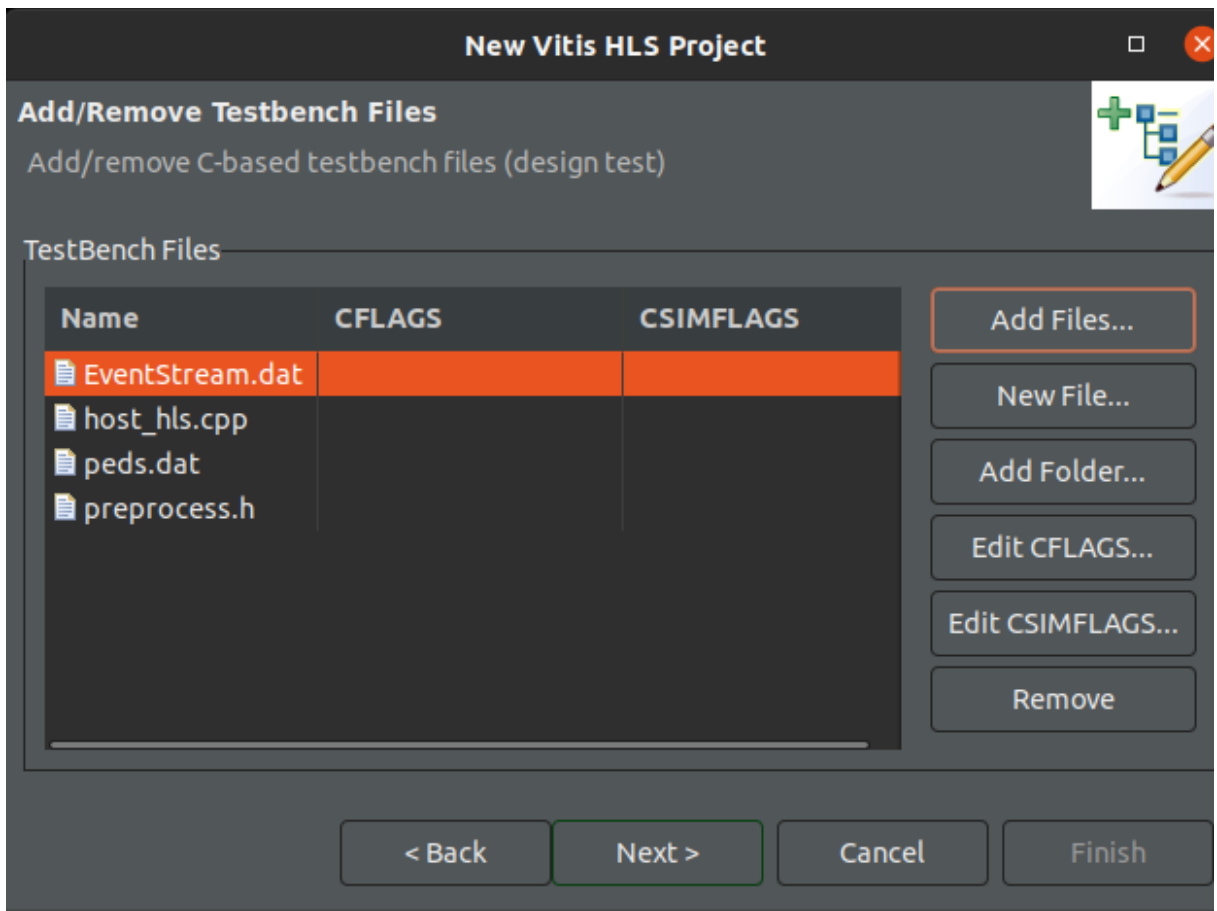 New Vitis HLS Project
Add/Remove Testbench Files
Add/remove C-based testbench files (design test)
TestBench Files
Name CFLAGS CSIMFLAGS
EventStream.dat
host_hls.cpp
peds.dat
preprocess.h
Add Files...
New File...
Add Folder...
Edit CFLAGS...
Edit CSIMFLAGS...
Remove
< Back Next > Cancel Finish